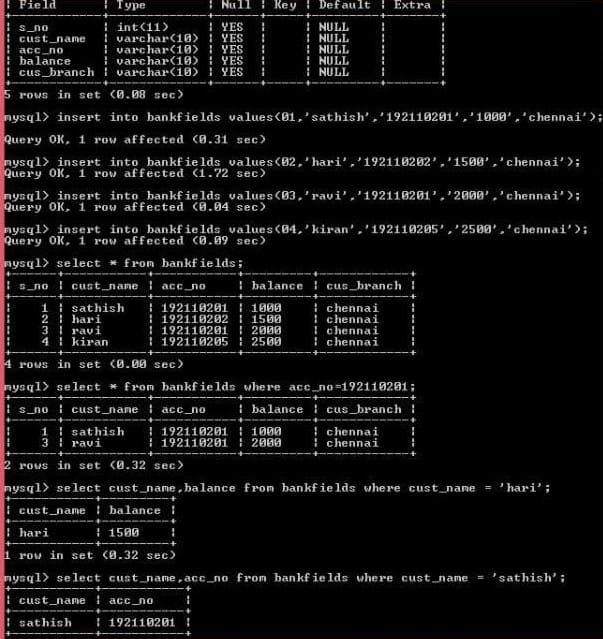 | Field | Type | Null | Key | Default | Extra |
| s_no | int(11) | YES | | NULL | |
| cust_name | varchar(10) | YES | | NULL | |
| acc_no | varchar(10) | YES | | NULL | |
| balance | varchar(10) | YES | | NULL | |
| cus_branch | varchar(10) | YES | | NULL | |
5 rows in set (0.08 sec)
mysql> insert into bankfields values(01,'sathish','192110201','1000','chennai');
Query OK, 1 row affected (0.31 sec)
mysql> insert into bankfields values(02,'hari','192110202','1500','chennai');
Query OK, 1 row affected (1.72 sec)
mysql> insert into bankfields values(03,'ravi','192110201','2000','chennai');
Query OK, 1 row affected (0.04 sec)
mysql> insert into bankfields values(04,'kiran','192110205','2500','chennai');
Query OK, 1 row affected (0.09 sec)
mysql> select * from bankfields;
| s_no | cust_name | acc_no | balance | cus_branch |
| 1 | sathish | 192110201 | 1000 | chennai |
| 2 | hari | 192110202 | 1500 | chennai |
| 3 | ravi | 192110201 | 2000 | chennai |
| 4 | kiran | 192110205 | 2500 | chennai |
4 rows in set (0.00 sec)
mysql> select * from bankfields where acc_no=192110201;
| s_no | cust_name | acc_no | balance | cus_branch |
| 1 | sathish | 192110201 | 1000 | chennai |
| 3 | ravi | 192110201 | 2000 | chennai |
2 rows in set (0.32 sec)
mysql> select cust_name,balance from bankfields where cust_name = 'hari';
| cust_name | balance |
| hari | 1500 |
1 row in set (0.32 sec)
mysql> select cust_name,acc_no from bankfields where cust_name = 'sathish';
| cust_name | acc_no |
| sathish | 192110201 |